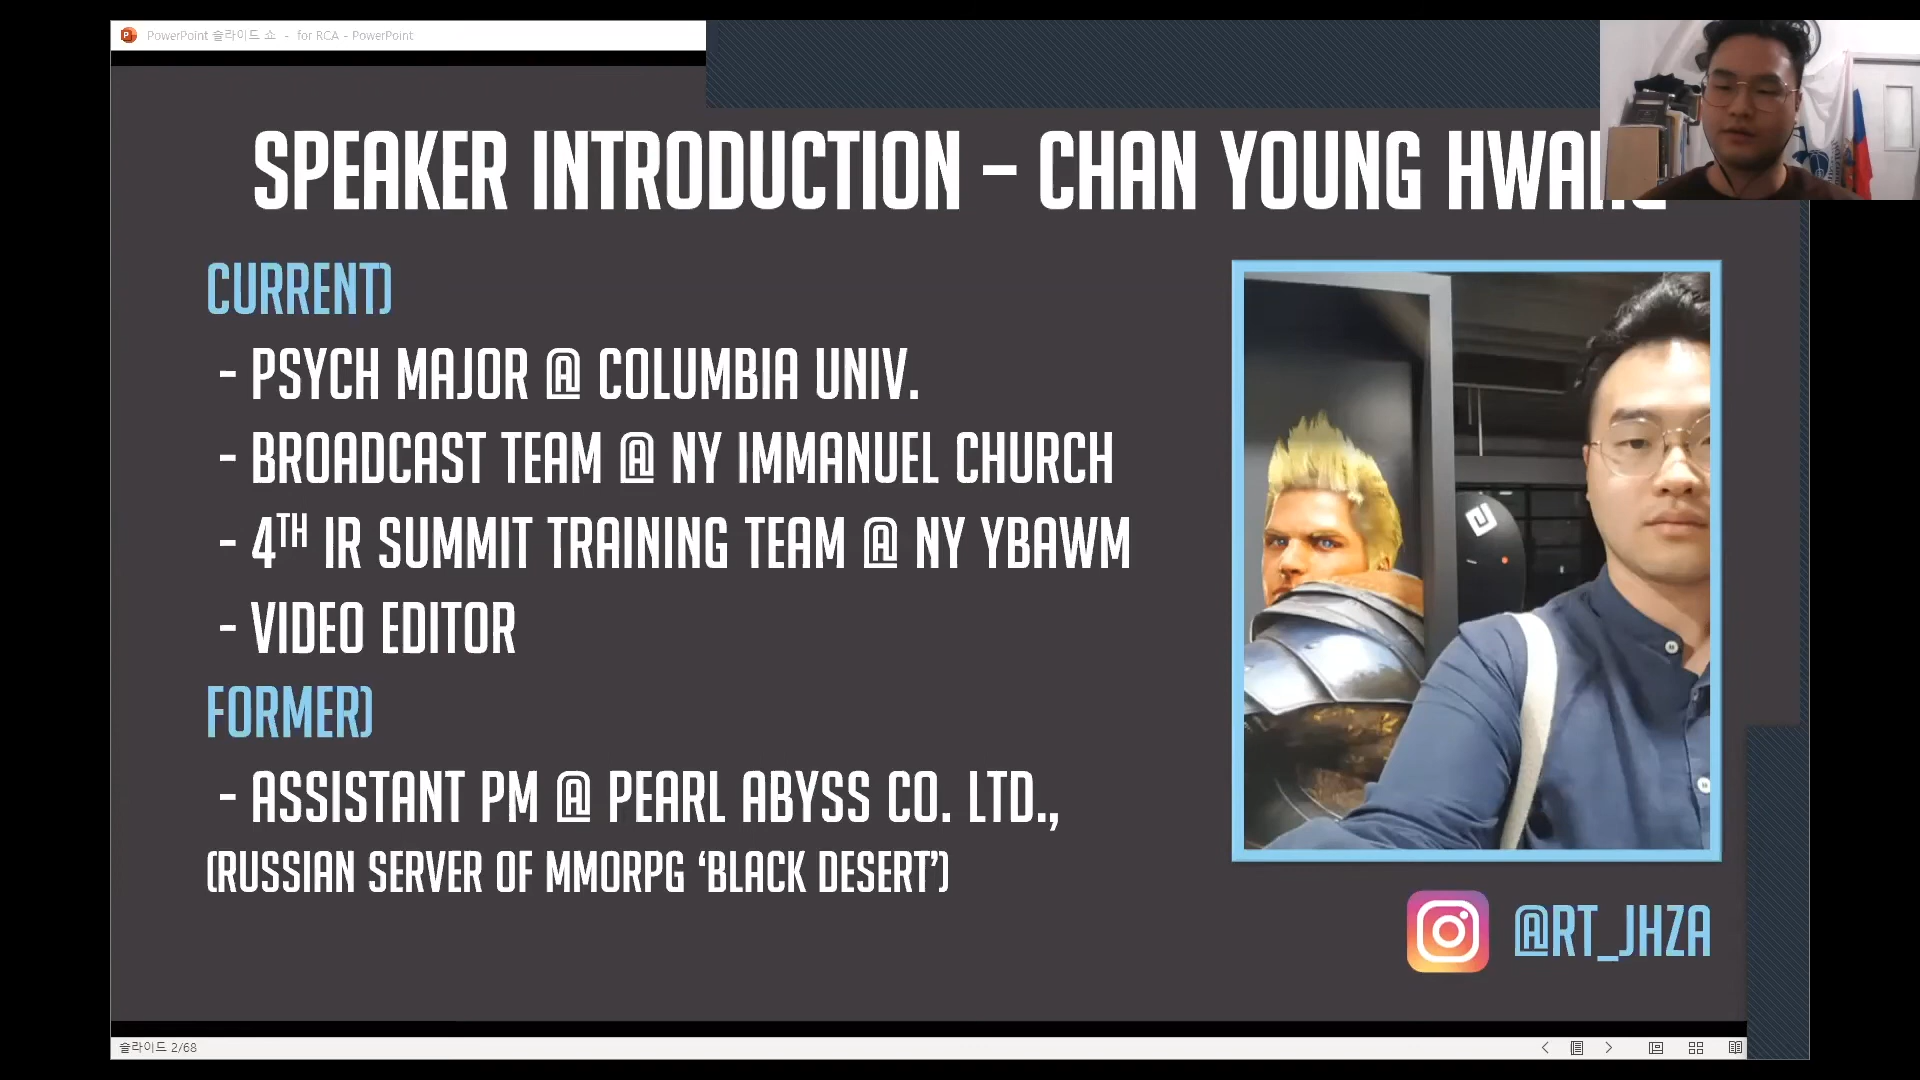 PowerPoint 슬라이드 쇼 - for RCA - PowerPoint
SPEAKER INTRODUCTION – CHAN YOUNG HWANG
CURRENT)
- PSYCH MAJOR @ COLUMBIA UNIV.
- BROADCAST TEAM @ NY IMMANUEL CHURCH
- 4TH IR SUMMIT TRAINING TEAM @ NY YBAWM
- VIDEO EDITOR
FORMER)
- ASSISTANT PM @ PEARL ABYSS CO. LTD.,
(RUSSIAN SERVER OF MMORPG ‘BLACK DESERT’)
@RT_JHZA
슬라이드 2/68